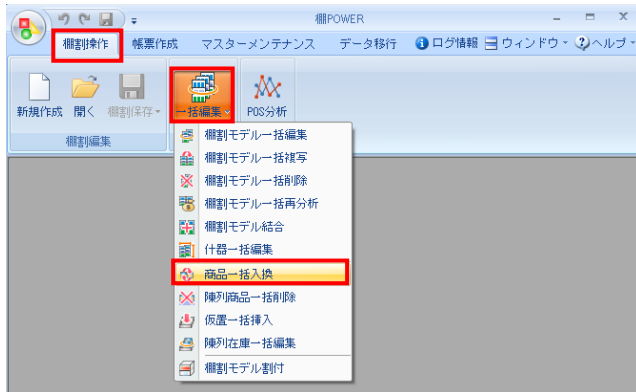 棚POWER
棚割操作 帳票作成 マスターメンテナンス データ移行 ログ情報 ウィンドウ ヘルプ
新規作成 開く 棚割保存 一括編集 POS分析
棚割編集
棚割モデル一括編集
棚割モデル一括複写
棚割モデル一括削除
棚割モデル一括再分析
棚割モデル結合
什器一括編集
商品一括入換
陳列商品一括削除
仮置一括挿入
陳列在庫一括編集
棚割モデル割付